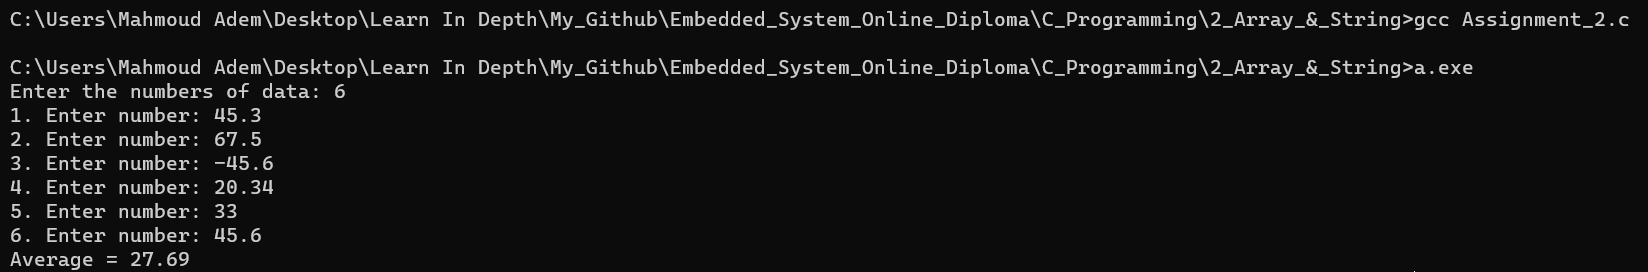 C:\Users\Mahmoud Adem\Desktop\Learn In Depth\My_Github\Embedded_System_Online_Diploma\C_Programming\2_Array_&_String>gcc Assignment_2.c
C:\Users\Mahmoud Adem\Desktop\Learn In Depth\My_Github\Embedded_System_Online_Diploma\C_Programming\2_Array_&_String>a.exe
Enter the numbers of data: 6
1. Enter number: 45.3
2. Enter number: 67.5
3. Enter number: -45.6
4. Enter number: 20.34
5. Enter number: 33
6. Enter number: 45.6
Average = 27.69